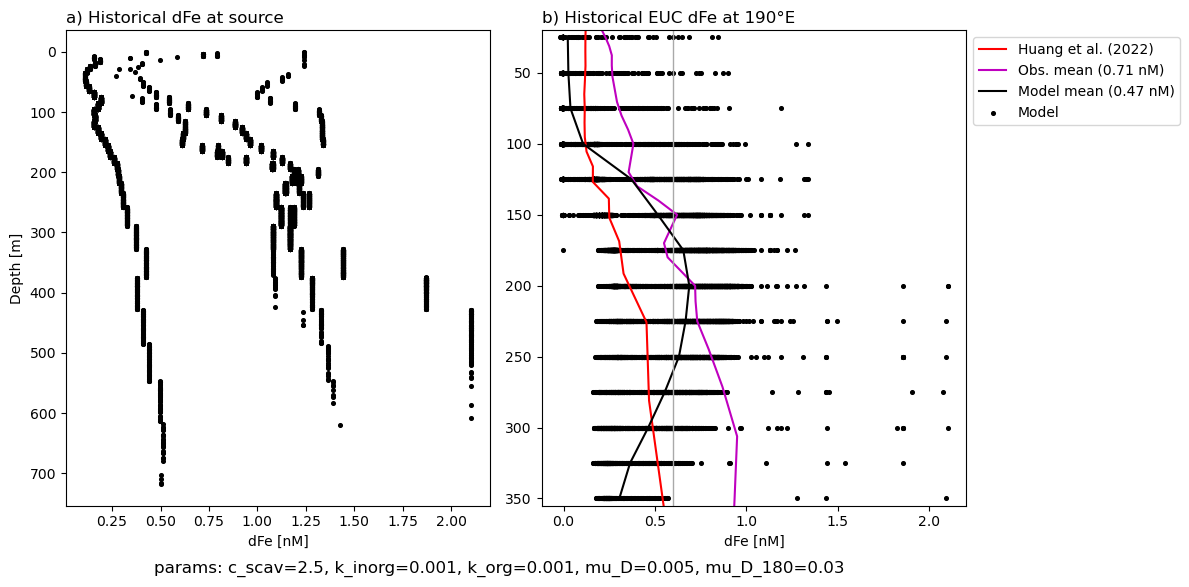 a) Historical dFe at source
b) Historical EUC dFe at 190°E
Depth [m]
0
100
200
300
400
500
600
700
0.25
0.50
0.75
1.00
1.25
1.50
1.75
2.00
dFe [nM]
50
100
150
200
250
300
350
0.0
0.5
1.0
1.5
2.0
dFe [nM]
Huang et al. (2022)
Obs. mean (0.71 nM)
Model mean (0.47 nM)
Model
params: c_scav=2.5, k_inorg=0.001, k_org=0.001, mu_D=0.005, mu_D_180=0.03